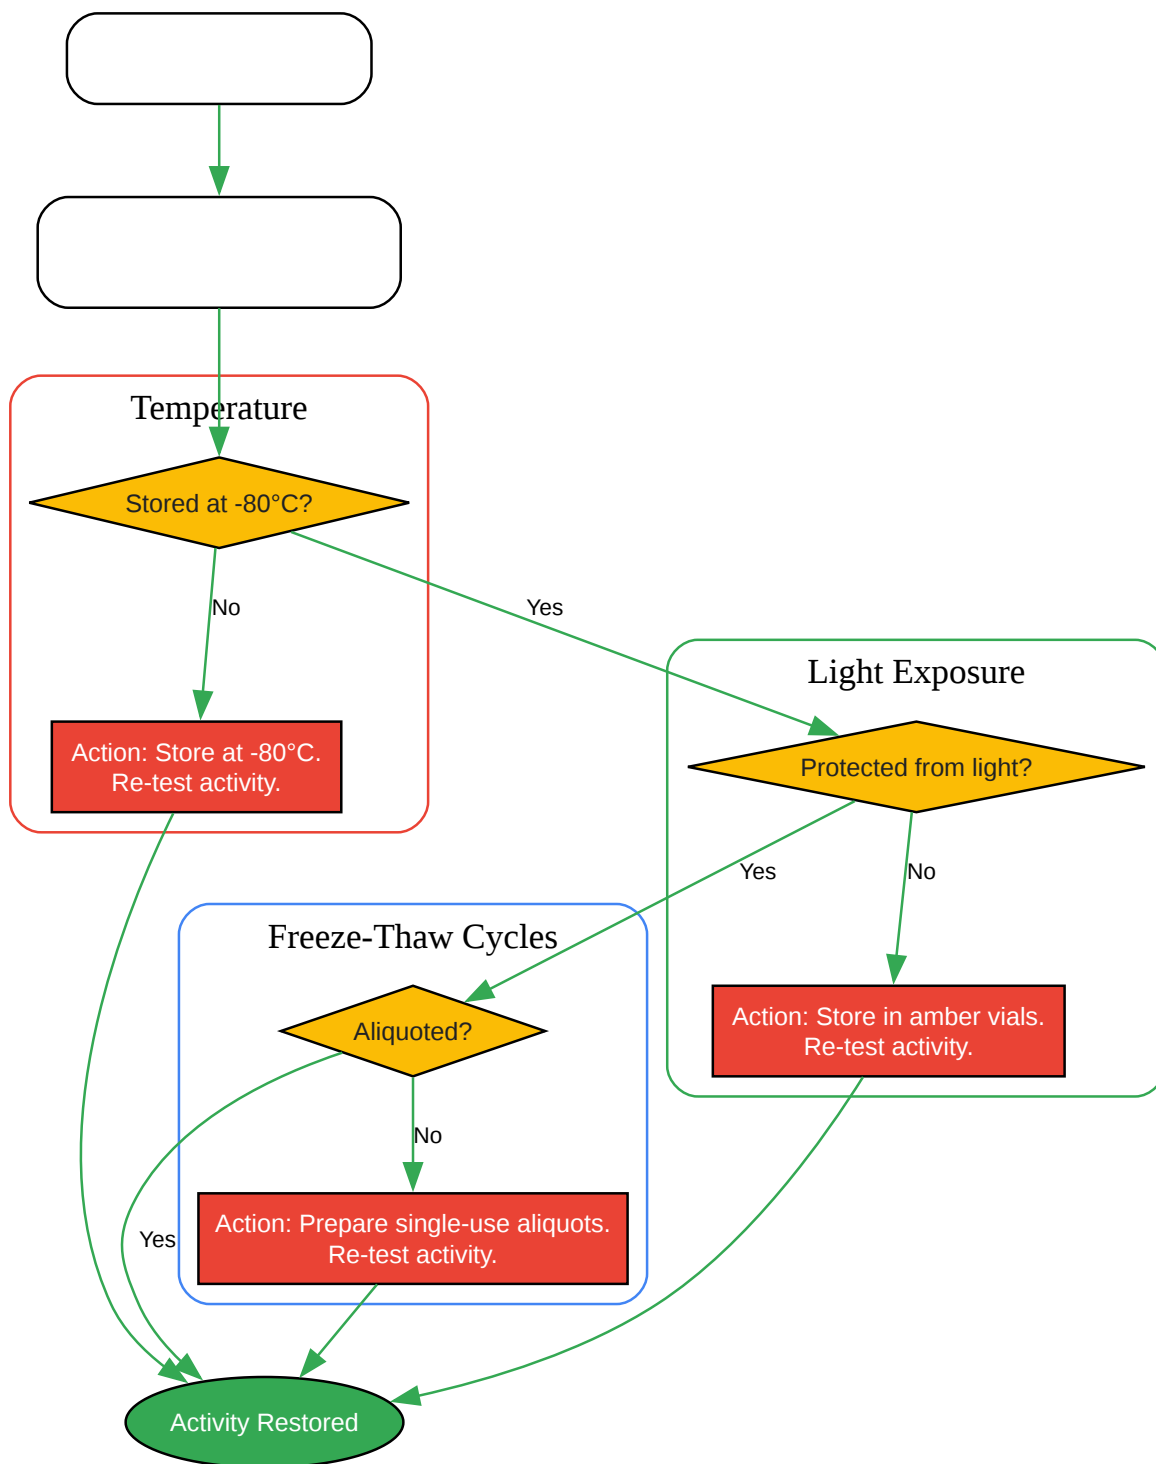 Temperature
Stored at -80°C?
No
Yes
Action: Store at -80°C.
Re-test activity.
Light Exposure
Protected from light?
Yes
No
Action: Store in amber vials.
Re-test activity.
Freeze-Thaw Cycles
Aliquoted?
No
Yes
Action: Prepare single-use aliquots.
Re-test activity.
Activity Restored